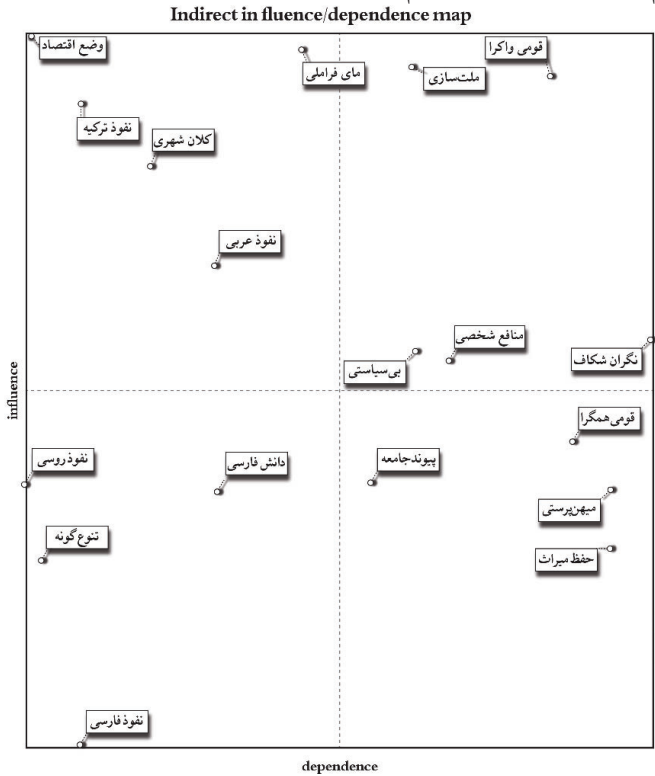 Indirect in fluence/dependence map
وضع اقتصاد
مای فراملی
ملت‌سازی
قومی واگرا
نفوذ ترکیه
کلان شهری
نفوذ عربی
منافع شخصی
بی‌سیاستی
نگران شکاف
influence
قومی‌همگرا
نفوذروسی
دانش فارسی
پیوندجامعه
میهن‌پرستی
تنوع‌گونه
حفظ میراث
نفوذفارسی
dependence